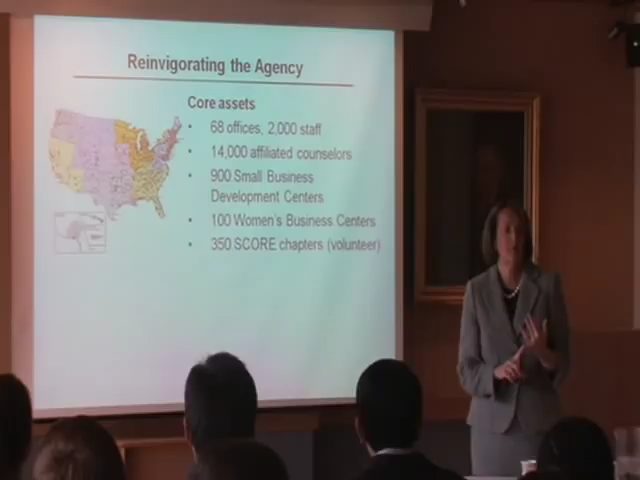 Reinvigorating the Agency
Core assets
• 68 offices, 2,000 staff
• 14,000 affiliated counselors
• 900 Small Business
Development Centers
• 100 Women's Business Centers
• 350 SCORE chapters (volunteer)